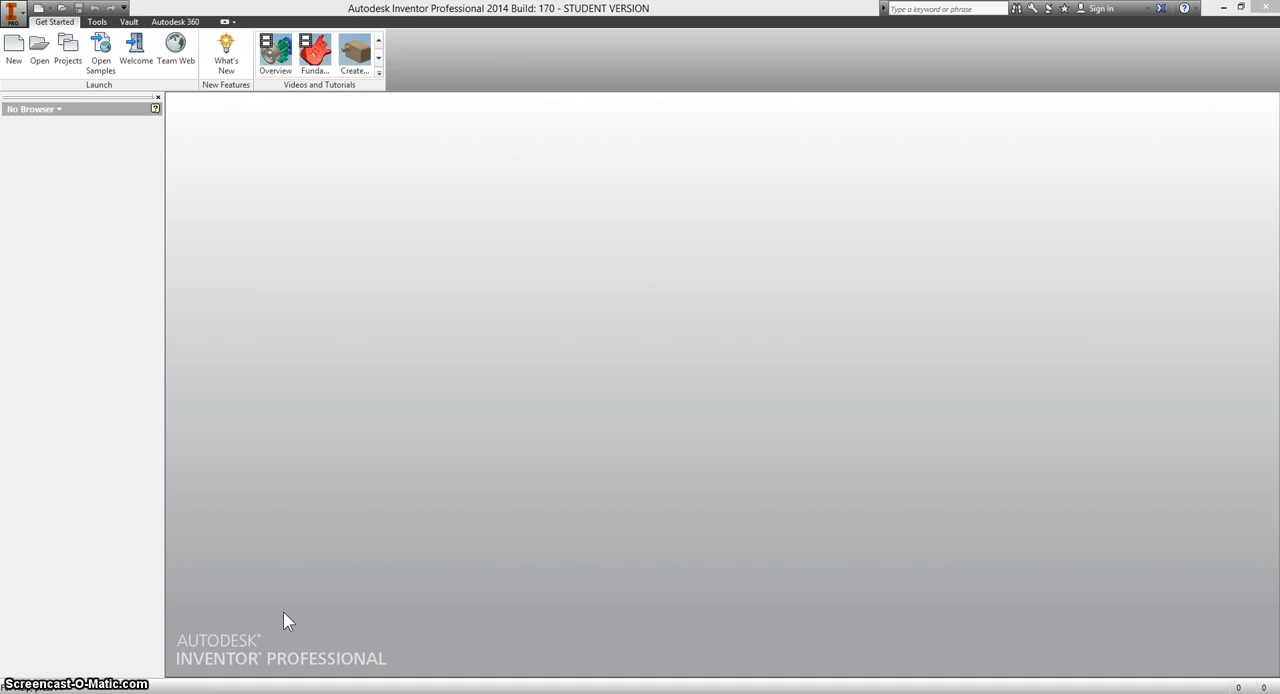 Autodesk Inventor Professional 2014 Build: 170 - STUDENT VERSION
Type a keyword or phrase
Sign In
PRO
Get Started Tools Vault Autodesk 360
New Open Projects Open Samples Welcome Team Web What's New Overview Funda... Create...
Launch New Features Videos and Tutorials
No Browser
AUTODESK®
INVENTOR® PROFESSIONAL
Screencast-O-Matic.com
0 0